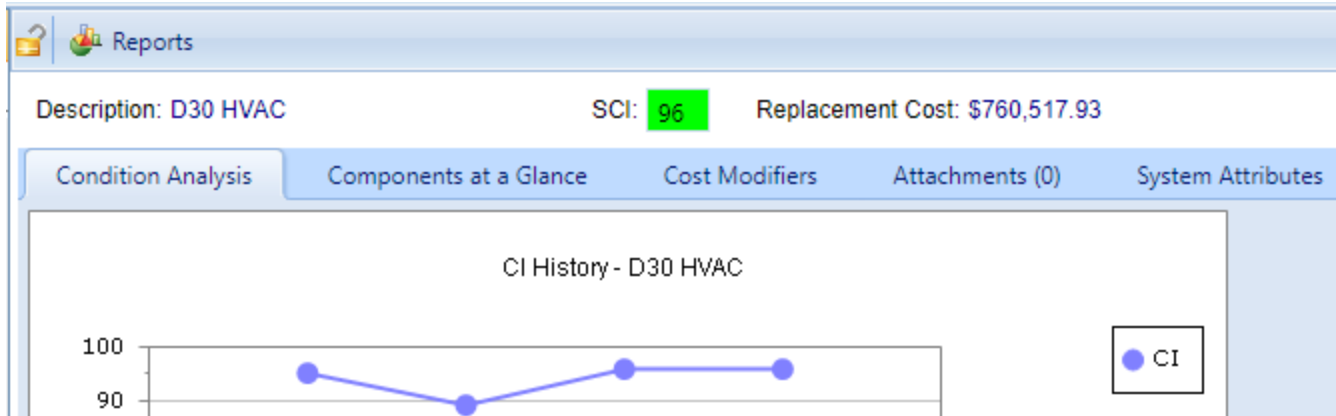 Reports
Description: D30 HVAC SCI: 96 Replacement Cost: $760,517.93
Condition Analysis Components at a Glance Cost Modifiers Attachments (0) System Attributes
CI History - D30 HVAC
100
CI
90